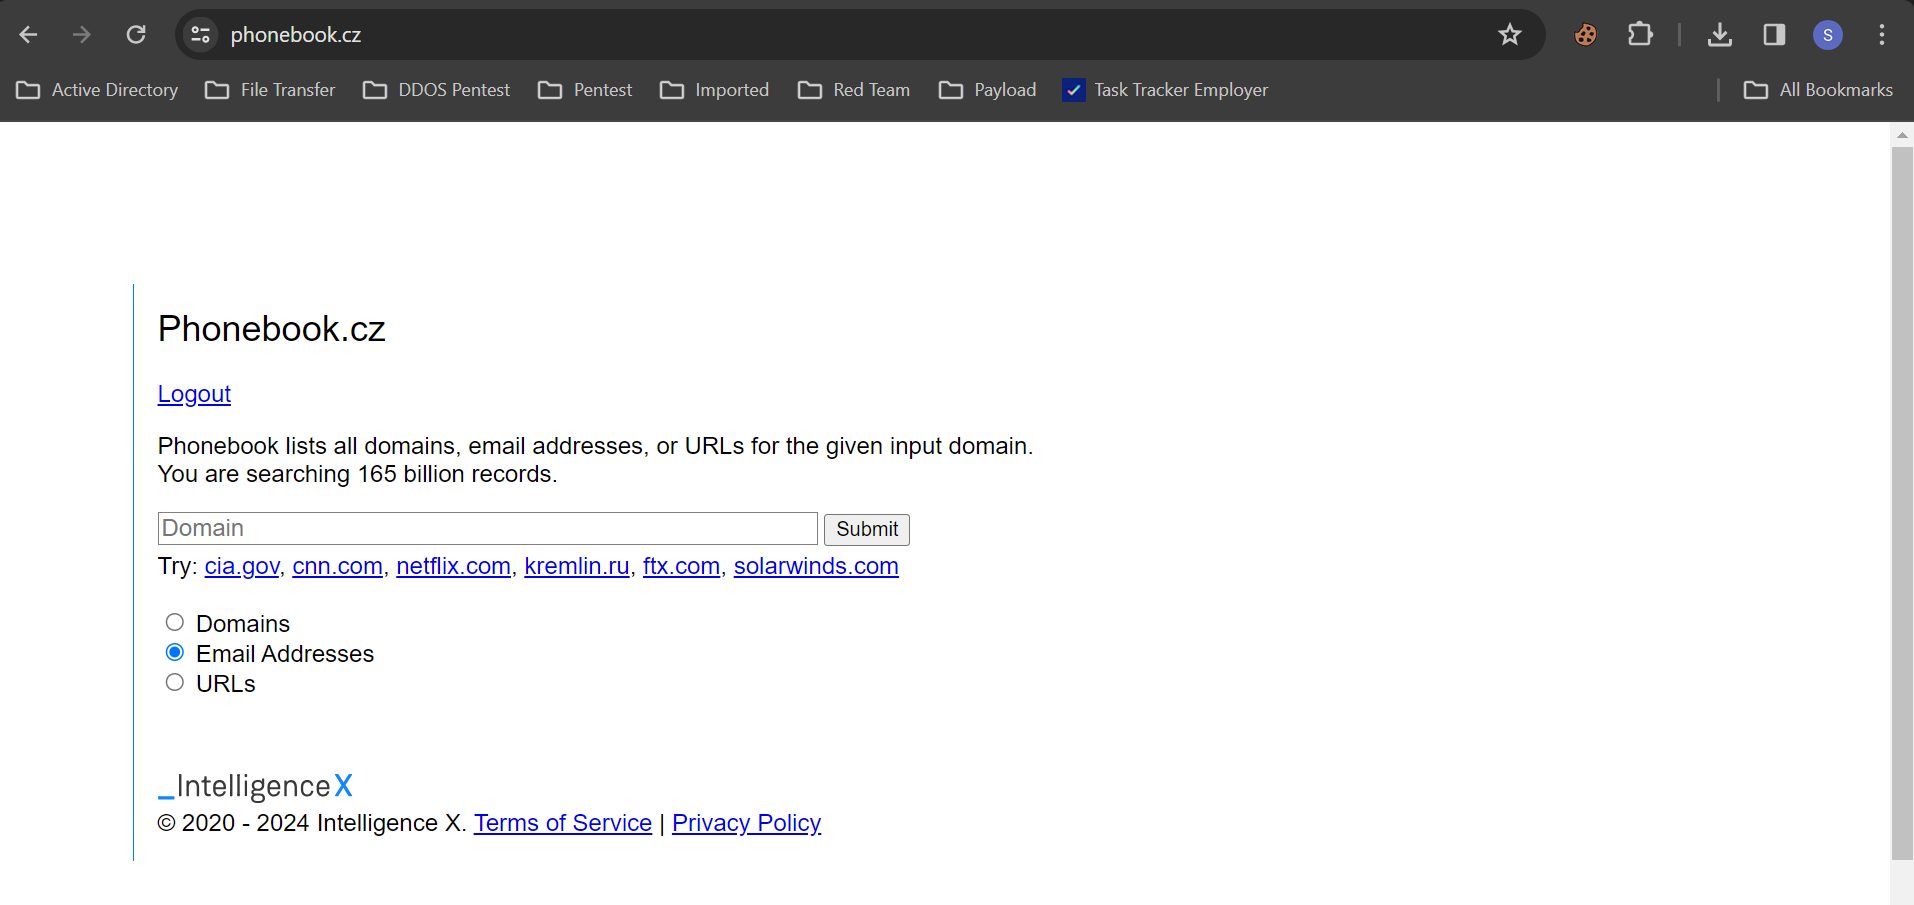 phonebook.cz
S
Active Directory File Transfer DDOS Pentest Pentest Imported Red Team Payload Task Tracker Employer All Bookmarks
Phonebook.cz
Logout
Phonebook lists all domains, email addresses, or URLs for the given input domain.
You are searching 165 billion records.
Domain Submit
Try: cia.gov, cnn.com, netflix.com, kremlin.ru, ftx.com, solarwinds.com
Domains
Email Addresses
URLs
_IntelligenceX
© 2020 - 2024 Intelligence X. Terms of Service | Privacy Policy